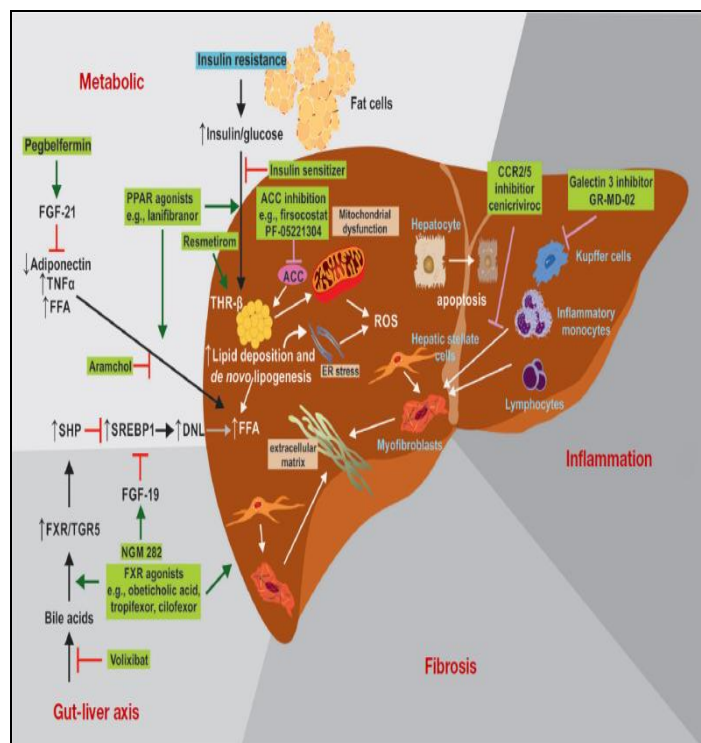 Metabolic
Insulin resistance
Fat cells
↑Insulin/glucose
Insulin sensitizer
Pegbelfermin
FGF-21
↓Adiponectin
↑TNFα
↑FFA
PPAR agonists
e.g., lanifibranor
Resmetirom
ACC inhibition
e.g., firsocostat
PF-05221304
ACC
THR-β
Mitochondrial
dysfunction
ROS
ER stress
↑Lipid deposition and
de novo lipogenesis
Aramchol
↑SHP
↑SREBP1
↑DNL
↑FFA
FGF-19
↑FXR/TGR5
NGM 282
FXR agonists
e.g., obeticholic acid,
tropifexor, cilofexor
Bile acids
Volixibat
Gut-liver axis
Hepatocyte
apoptosis
CCR2/5
inhibitior
cenicriviroc
Galectin 3 inhibitor
GR-MD-02
Kupffer cells
Inflammatory
monocytes
Lymphocytes
Hepatic stellate
cells
Myofibroblasts
extracellular
matrix
Inflammation
Fibrosis